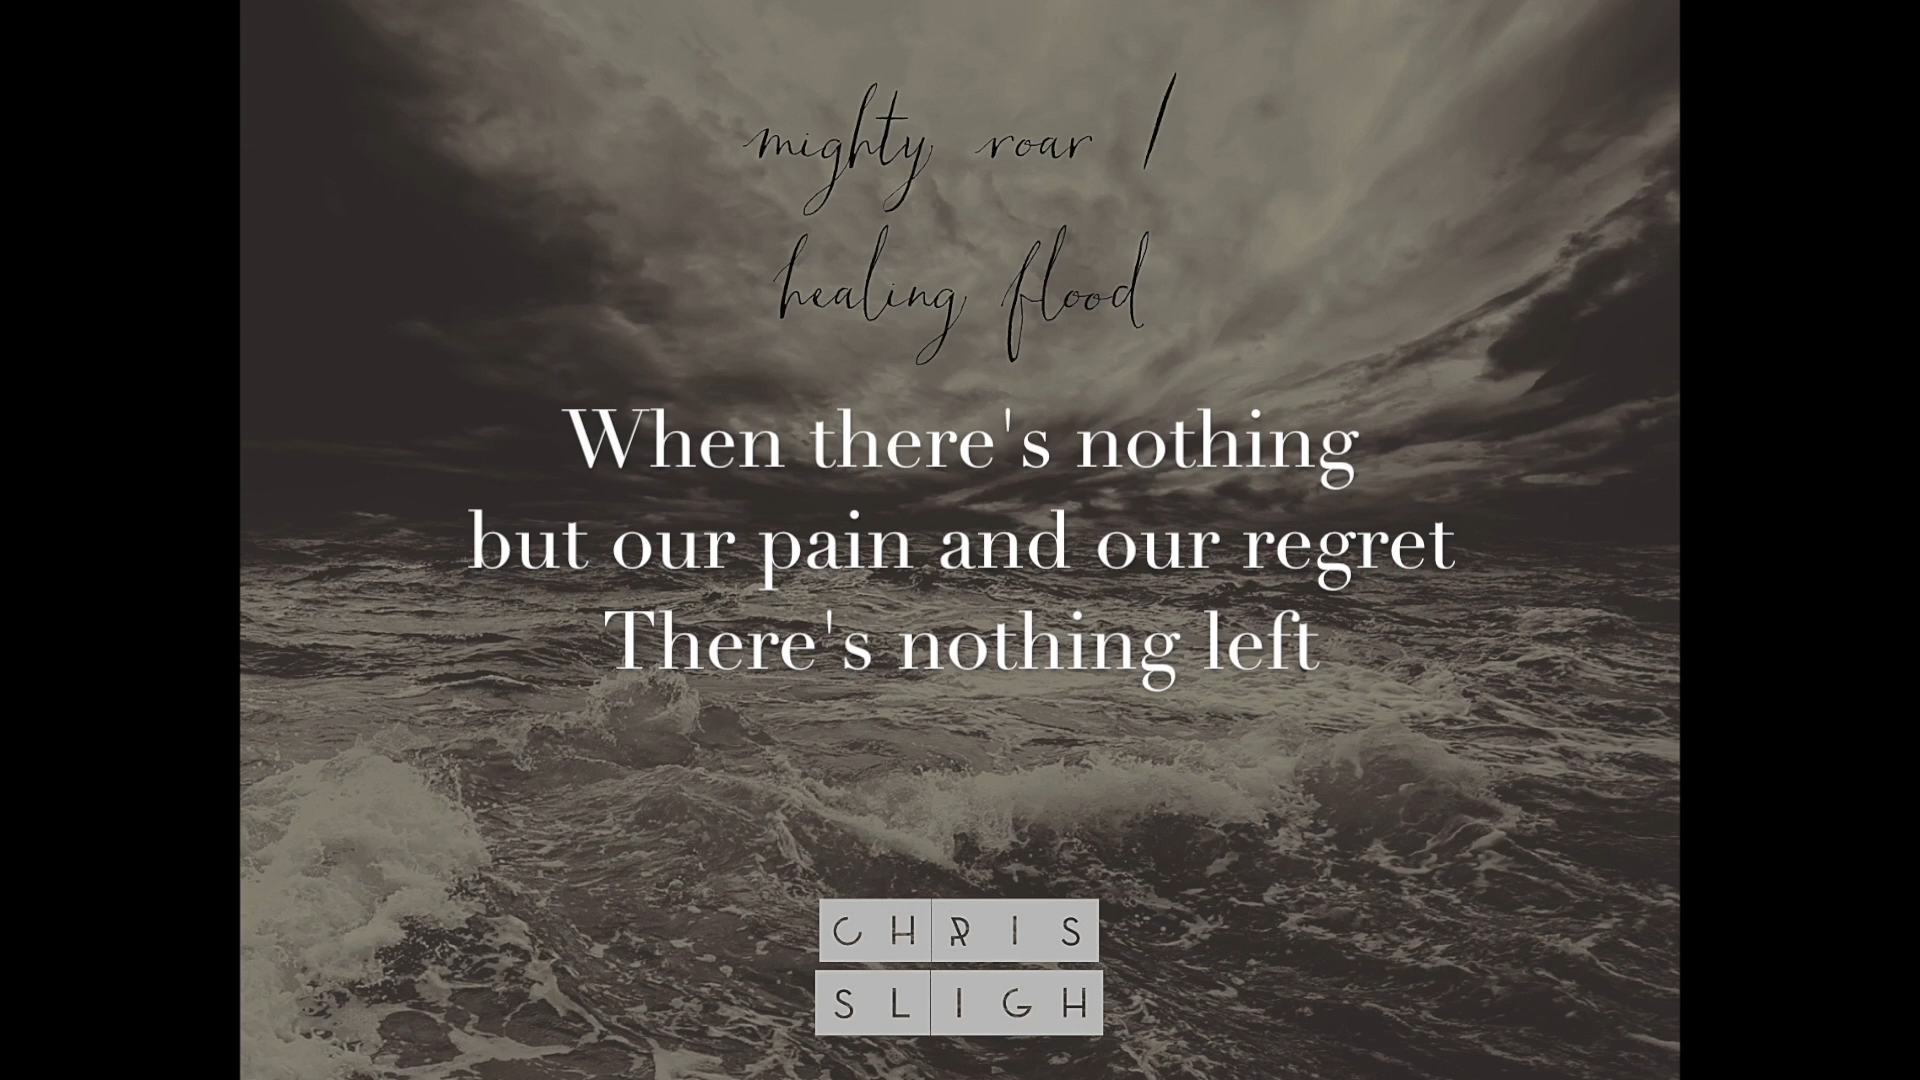 mighty roar /
healing flood
When there's nothing
but our pain and our regret
There's nothing left
CHRIS
SLIGH